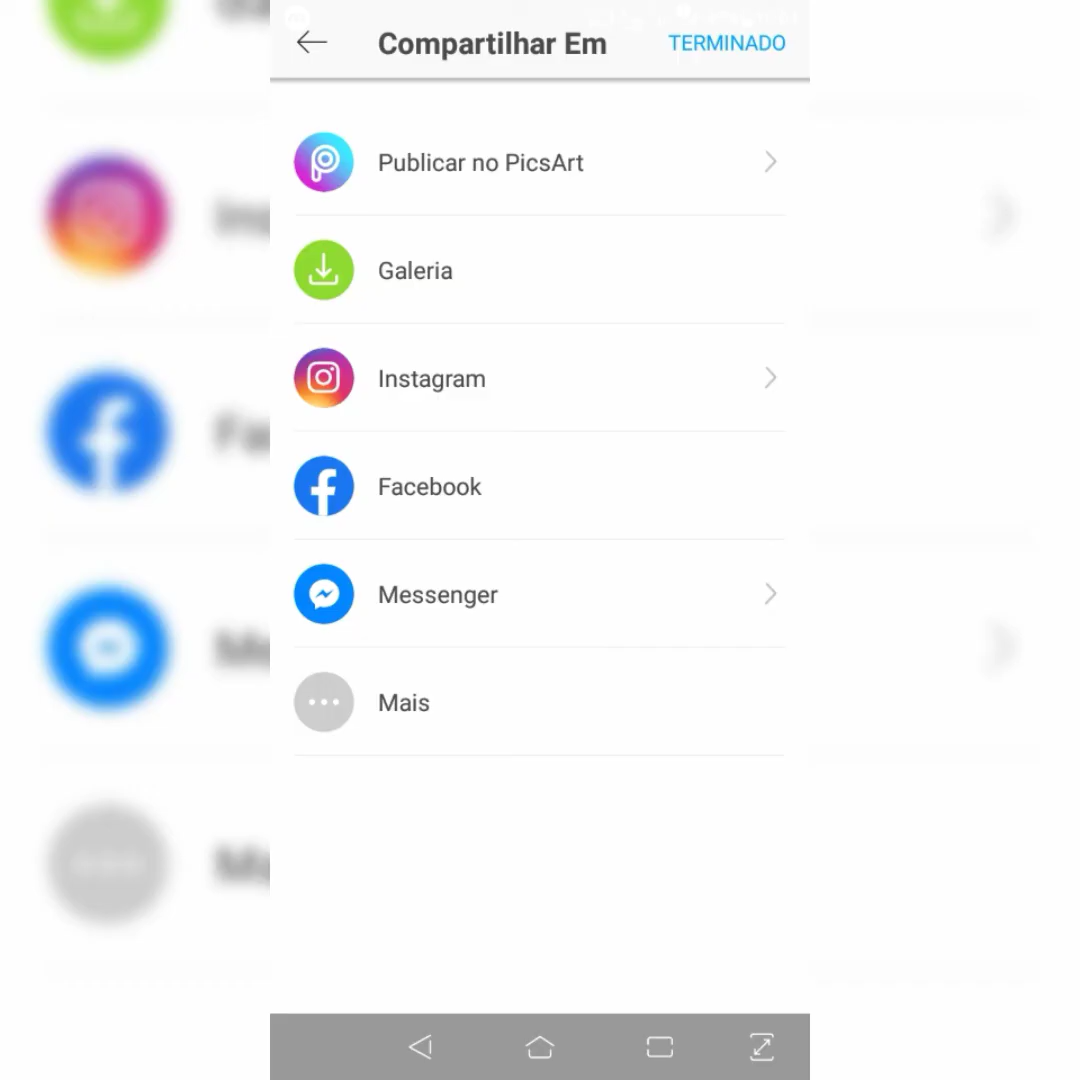 Compartilhar Em
TERMINADO
Publicar no PicsArt
Galeria
Instagram
Facebook
Messenger
Mais